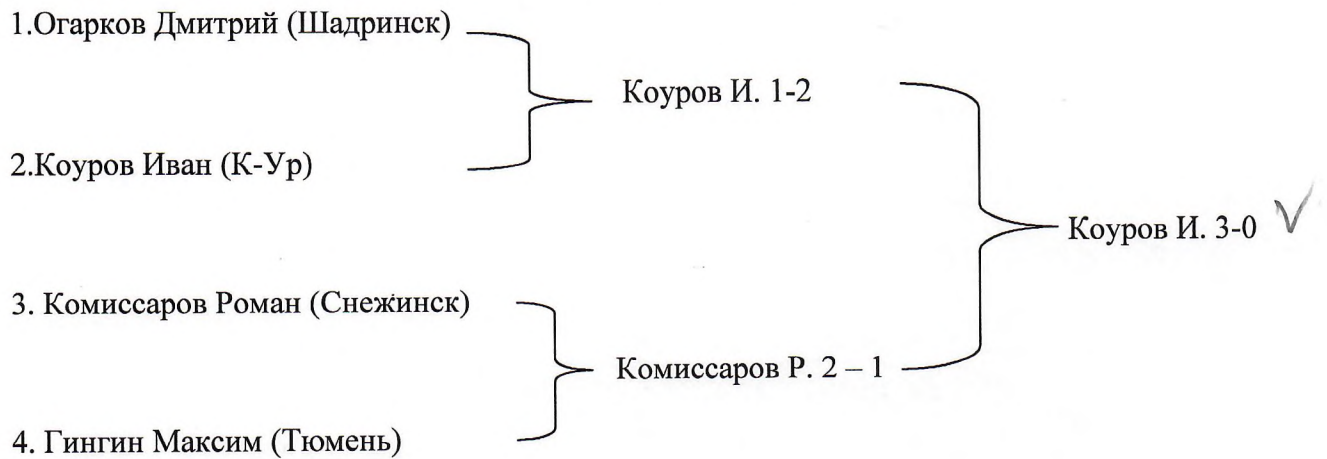 1.Огарков Дмитрий (Шадринск)
Коуров И. 1-2
2.Коуров Иван (К-Ур)
Коуров И. 3-0
3. Комиссаров Роман (Снежинск)
Комиссаров Р. 2 – 1
4. Гингин Максим (Тюмень)